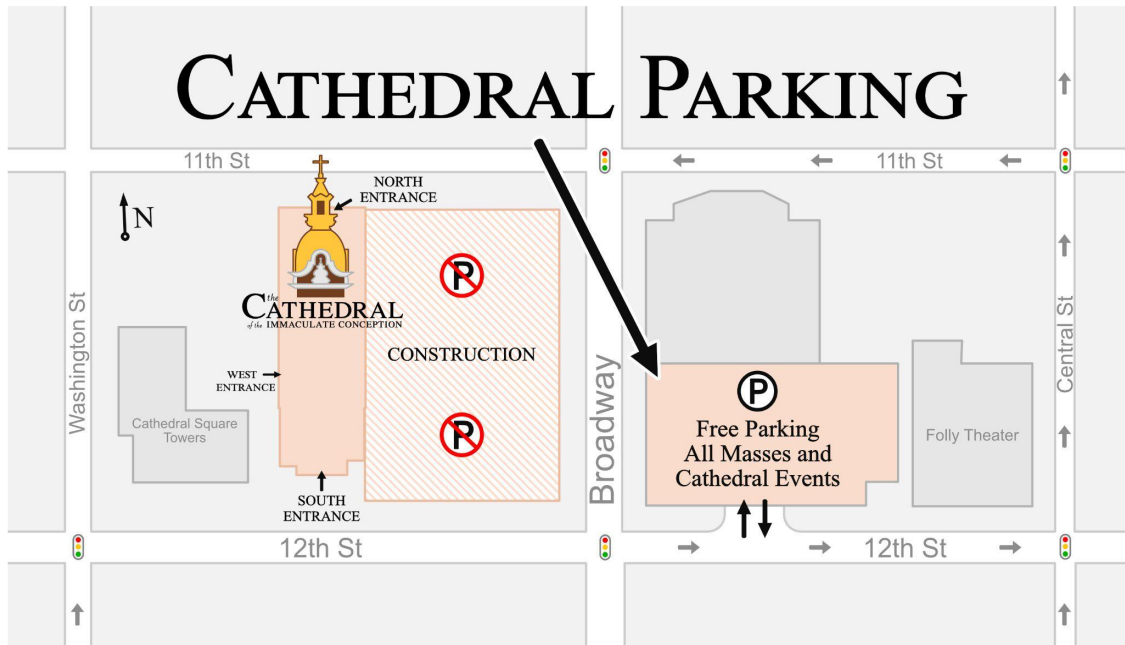 CATHEDRAL PARKING
11th St
11th St
N
NORTH
ENTRANCE
the
CATHEDRAL
of the IMMACULATE CONCEPTION
P
CONSTRUCTION
P
WEST
ENTRANCE
Washington St
Cathedral Square
Towers
SOUTH
ENTRANCE
Broadway
P
Free Parking
All Masses and
Cathedral Events
Folly Theater
Central St
12th St
12th St